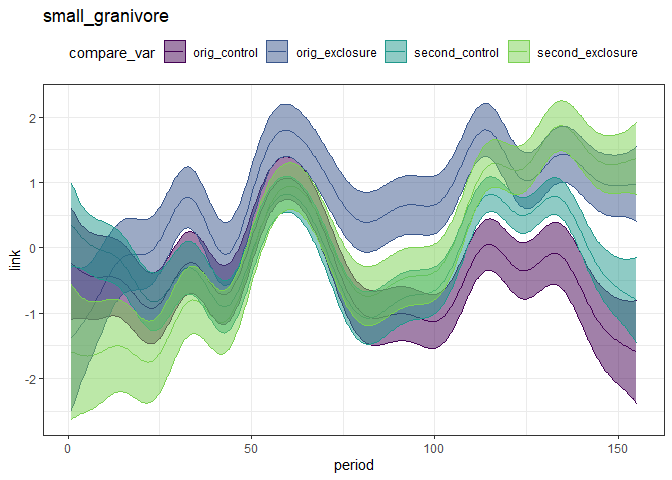 small_granivore
compare_var orig_control orig_exclosure second_control second_exclosure
2
1
0
-1
-2
link
0 50 100 150
period